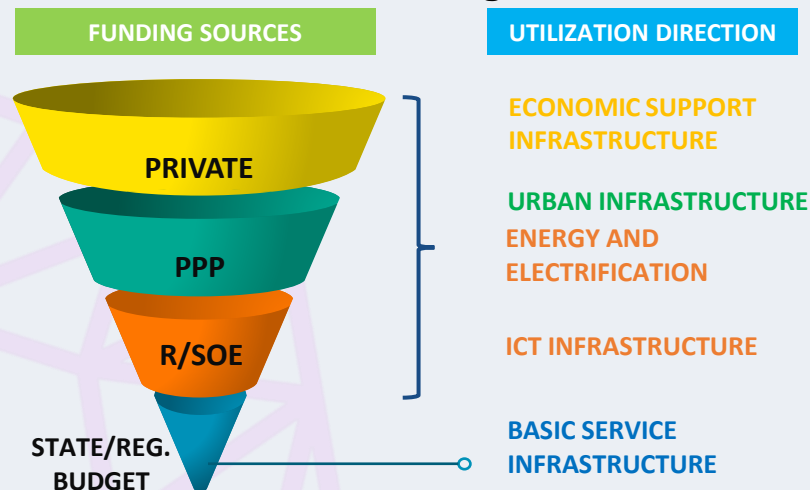 FUNDING SOURCES
UTILIZATION DIRECTION
PRIVATE
PPP
R/SOE
STATE/REG.
BUDGET
ECONOMIC SUPPORT
INFRASTRUCTURE
URBAN INFRASTRUCTURE
ENERGY AND
ELECTRIFICATION
ICT INFRASTRUCTURE
BASIC SERVICE
INFRASTRUCTURE